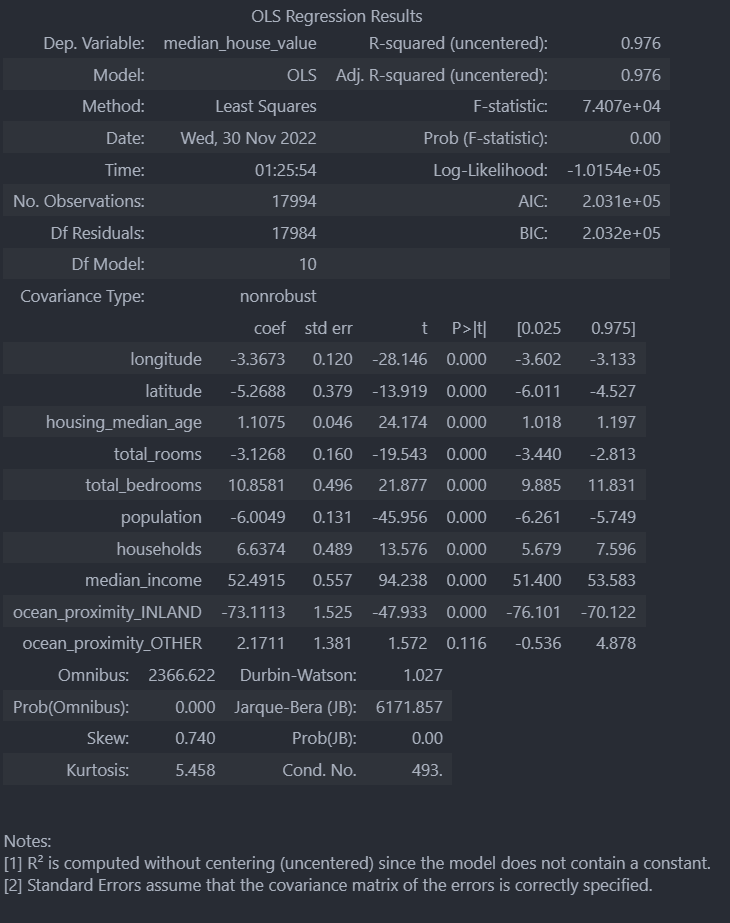 OLS Regression Results
Dep. Variable: median_house_value R-squared (uncentered): 0.976
Model: OLS Adj. R-squared (uncentered): 0.976
Method: Least Squares F-statistic: 7.407e+04
Date: Wed, 30 Nov 2022 Prob (F-statistic): 0.00
Time: 01:25:54 Log-Likelihood: -1.0154e+05
No. Observations: 17994 AIC: 2.031e+05
Df Residuals: 17984 BIC: 2.032e+05
Df Model: 10
Covariance Type: nonrobust
coef std err t P>|t| [0.025 0.975]
longitude -3.3673 0.120 -28.146 0.000 -3.602 -3.133
latitude -5.2688 0.379 -13.919 0.000 -6.011 -4.527
housing_median_age 1.1075 0.046 24.174 0.000 1.018 1.197
total_rooms -3.1268 0.160 -19.543 0.000 -3.440 -2.813
total_bedrooms 10.8581 0.496 21.877 0.000 9.885 11.831
population -6.0049 0.131 -45.956 0.000 -6.261 -5.749
households 6.6374 0.489 13.576 0.000 5.679 7.596
median_income 52.4915 0.557 94.238 0.000 51.400 53.583
ocean_proximity_INLAND -73.1113 1.525 -47.933 0.000 -76.101 -70.122
ocean_proximity_OTHER 2.1711 1.381 1.572 0.116 -0.536 4.878
Omnibus: 2366.622 Durbin-Watson: 1.027
Prob(Omnibus): 0.000 Jarque-Bera (JB): 6171.857
Skew: 0.740 Prob(JB): 0.00
Kurtosis: 5.458 Cond. No. 493.
Notes:
[1] R² is computed without centering (uncentered) since the model does not contain a constant.
[2] Standard Errors assume that the covariance matrix of the errors is correctly specified.